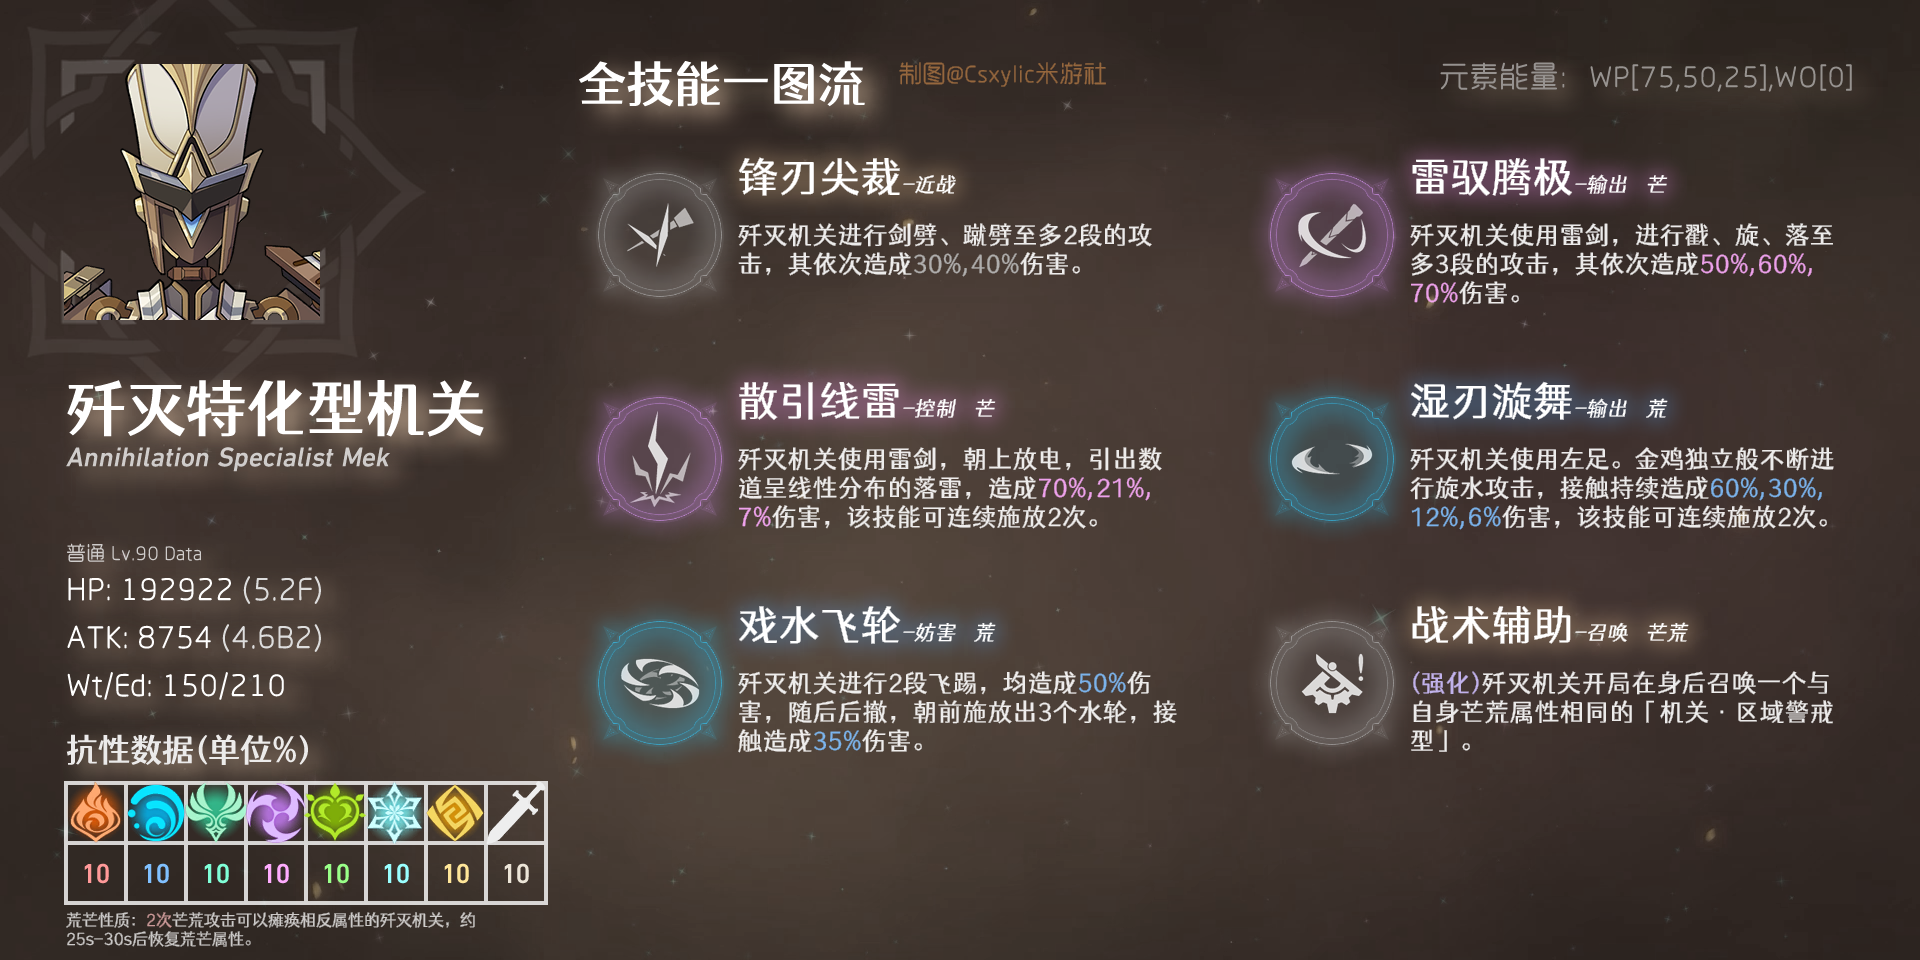 全技能一图流
制图@Csxylic米游社
元素能量： WP[75,50,25],WO[0]
歼灭特化型机关
Annihilation Specialist Mek
普通 Lv.90 Data
HP: 192922 (5.2F)
ATK: 8754 (4.6B2)
Wt/Ed: 150/210
抗性数据(单位%)
10 10 10 10 10 10 10 10
荒芒性质：2次芒荒攻击可以瘫痪相反属性的歼灭机关，约
25s-30s后恢复荒芒属性。
锋刃尖裁-近战
歼灭机关进行剑劈、蹴劈至多2段的攻
击，其依次造成30%,40%伤害。
雷驭腾极-输出 芒
歼灭机关使用雷剑，进行戳、旋、落至
多3段的攻击，其依次造成50%,60%,
70%伤害。
散引线雷-控制 芒
歼灭机关使用雷剑，朝上放电，引出数
道呈线性分布的落雷，造成70%,21%,
7%伤害，该技能可连续施放2次。
湿刃漩舞-输出 荒
歼灭机关使用左足。金鸡独立般不断进
行旋水攻击，接触持续造成60%,30%,
12%,6%伤害，该技能可连续施放2次。
戏水飞轮-妨害 荒
歼灭机关进行2段飞踢，均造成50%伤
害，随后后撤，朝前施放出3个水轮，接
触造成35%伤害。
战术辅助-召唤 芒荒
(强化)歼灭机关开局在身后召唤一个与
自身芒荒属性相同的「机关·区域警戒
型」。